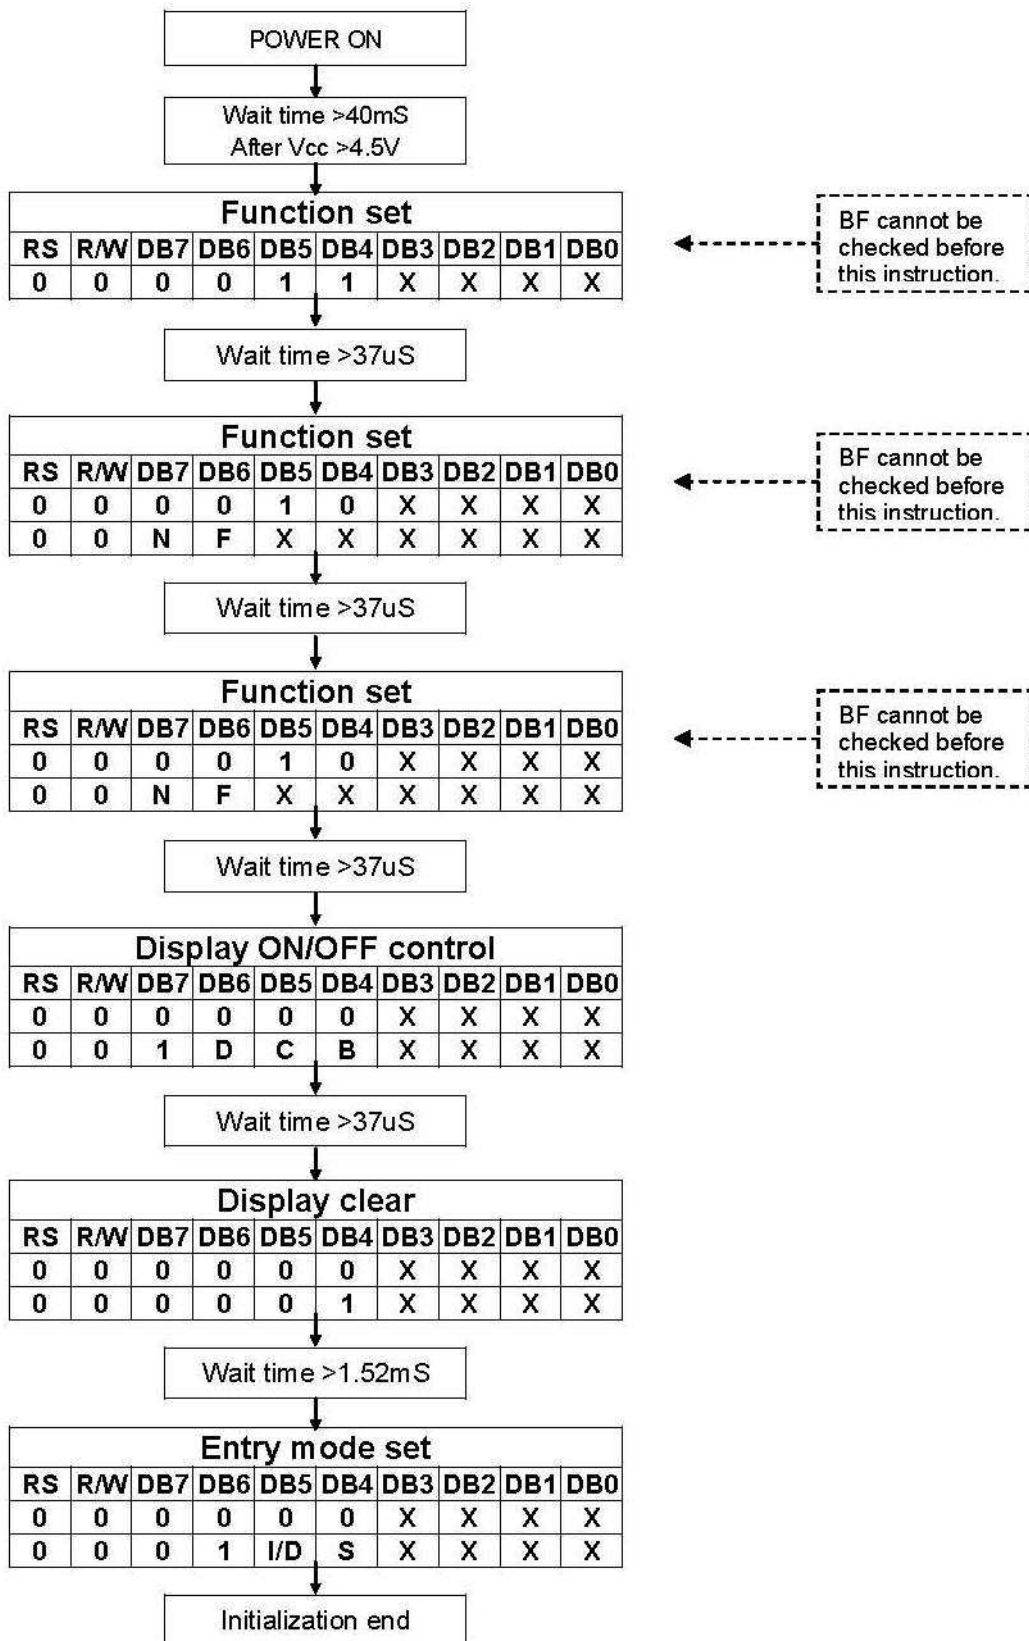 POWER ON
Wait time >40mS
After Vcc >4.5V
Function set
RS R/W DB7 DB6 DB5 DB4 DB3 DB2 DB1 DB0
0 0 0 0 1 1 X X X X
BF cannot be
checked before
this instruction.
Wait time >37uS
Function set
RS R/W DB7 DB6 DB5 DB4 DB3 DB2 DB1 DB0
0 0 0 0 1 0 X X X X
0 0 N F X X X X X X
BF cannot be
checked before
this instruction.
Wait time >37uS
Function set
RS R/W DB7 DB6 DB5 DB4 DB3 DB2 DB1 DB0
0 0 0 0 1 0 X X X X
0 0 N F X X X X X X
BF cannot be
checked before
this instruction.
Wait time >37uS
Display ON/OFF control
RS R/W DB7 DB6 DB5 DB4 DB3 DB2 DB1 DB0
0 0 0 0 0 0 X X X X
0 0 1 D C B X X X X
Wait time >37uS
Display clear
RS R/W DB7 DB6 DB5 DB4 DB3 DB2 DB1 DB0
0 0 0 0 0 0 X X X X
0 0 0 0 0 1 X X X X
Wait time >1.52mS
Entry mode set
RS R/W DB7 DB6 DB5 DB4 DB3 DB2 DB1 DB0
0 0 0 0 0 0 X X X X
0 0 0 1 I/D S X X X X
Initialization end